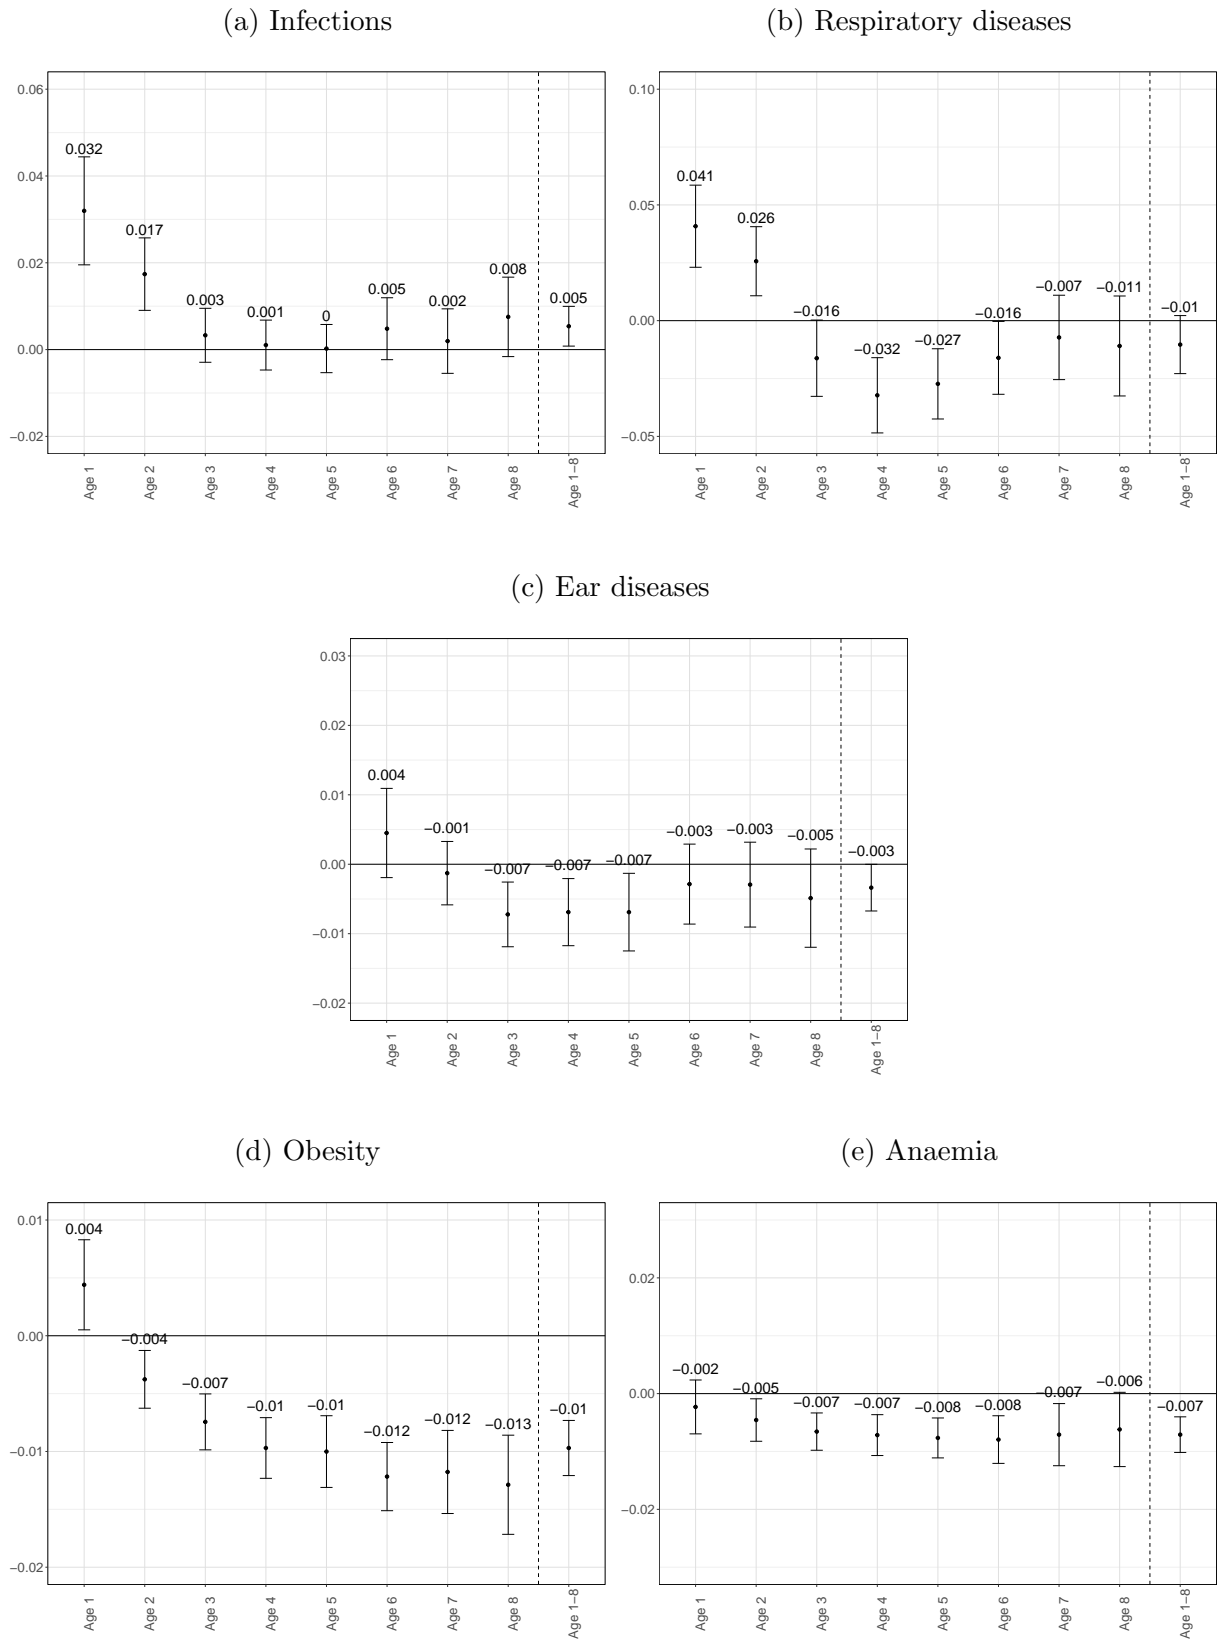 (a) Infections
0.06
0.04
0.02
0.00
−0.02
0.032
0.017
0.003
0.001
0
0.005
0.002
0.008
0.005
Age 1
Age 2
Age 3
Age 4
Age 5
Age 6
Age 7
Age 8
Age 1−8
(b) Respiratory diseases
0.10
0.05
0.00
−0.05
0.041
0.026
−0.016
−0.032
−0.027
−0.016
−0.007
−0.011
−0.01
Age 1
Age 2
Age 3
Age 4
Age 5
Age 6
Age 7
Age 8
Age 1−8
(c) Ear diseases
0.03
0.02
0.01
0.00
−0.01
−0.02
0.004
−0.001
−0.007
−0.007
−0.007
−0.003
−0.003
−0.005
−0.003
Age 1
Age 2
Age 3
Age 4
Age 5
Age 6
Age 7
Age 8
Age 1−8
(d) Obesity
0.01
0.00
−0.01
−0.02
0.004
−0.004
−0.007
−0.01
−0.01
−0.012
−0.012
−0.013
−0.01
Age 1
Age 2
Age 3
Age 4
Age 5
Age 6
Age 7
Age 8
Age 1−8
(e) Anaemia
0.02
0.00
−0.02
−0.002
−0.005
−0.007
−0.007
−0.008
−0.008
−0.007
−0.006
−0.007
Age 1
Age 2
Age 3
Age 4
Age 5
Age 6
Age 7
Age 8
Age 1−8